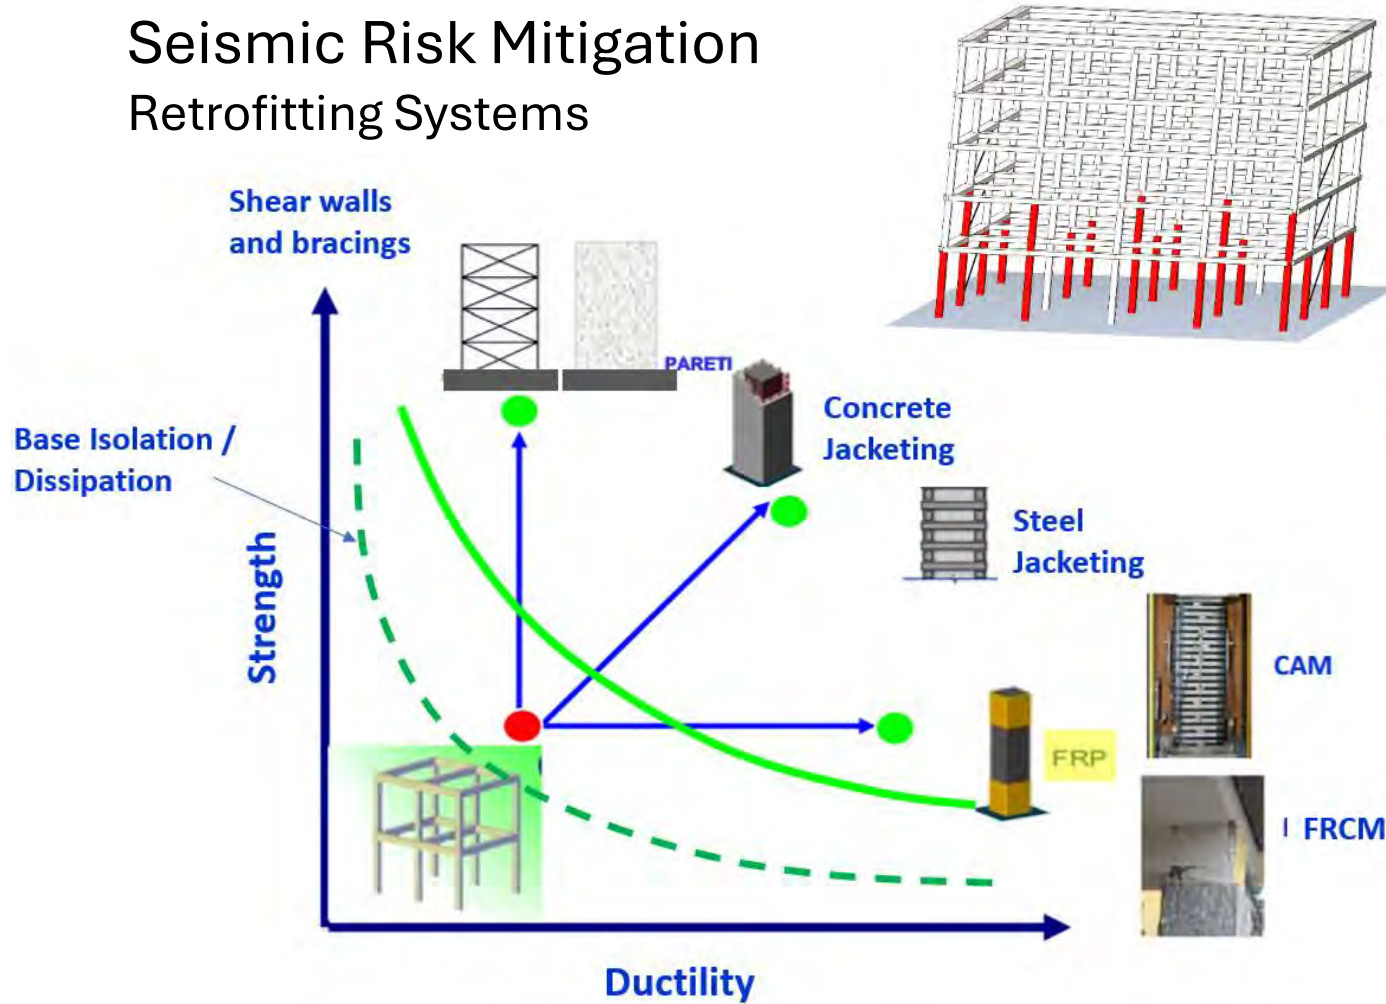 Seismic Risk Mitigation
Retrofitting Systems
Shear walls
and bracings
PARETI
Concrete
Jacketing
Base Isolation /
Dissipation
Steel
Jacketing
Strength
CAM
FRP
I FRCM
Ductility